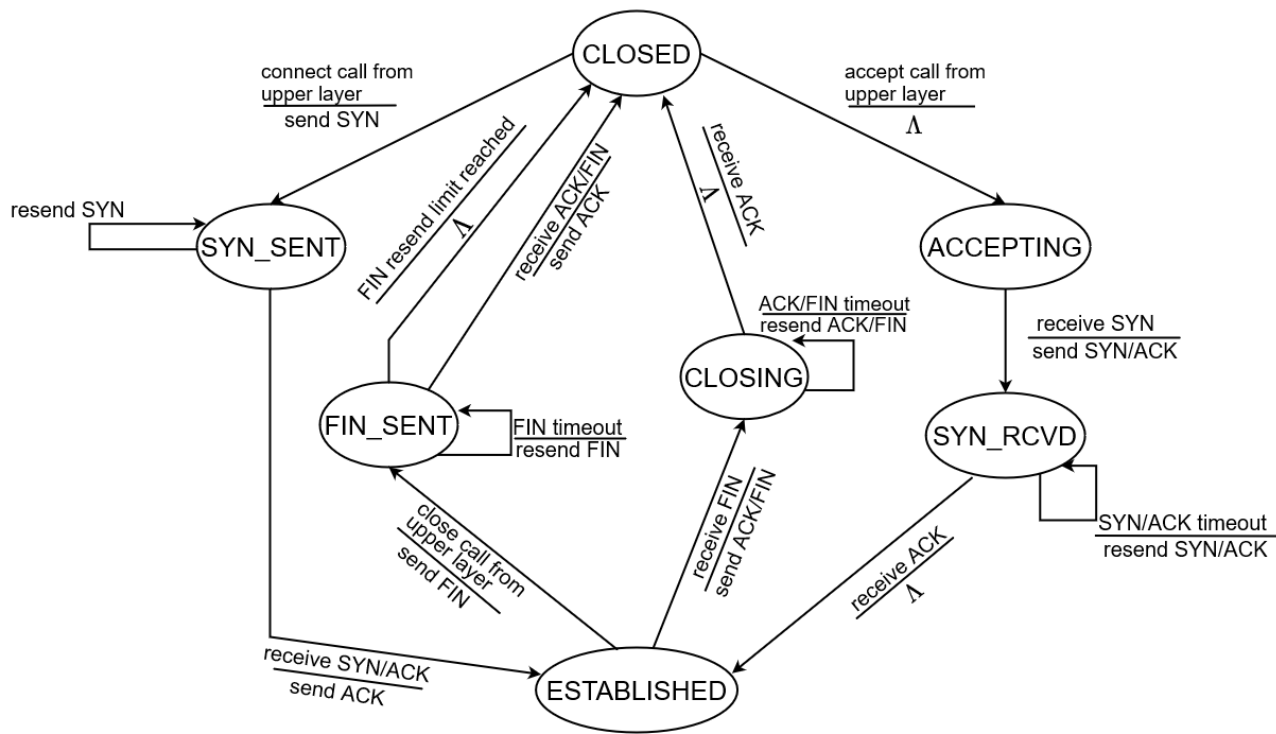 CLOSED
connect call from
upper layer
send SYN
accept call from
upper layer
Λ
FIN resend limit reached
Λ
receive ACK/FIN
send ACK
receive ACK
Λ
resend SYN
SYN_SENT
ACCEPTING
ACK/FIN timeout
resend ACK/FIN
receive SYN
send SYN/ACK
CLOSING
FIN_SENT
FIN timeout
resend FIN
SYN_RCVD
close call from
upper layer
send FIN
receive FIN
send ACK/FIN
SYN/ACK timeout
resend SYN/ACK
receive ACK
Λ
receive SYN/ACK
send ACK
ESTABLISHED